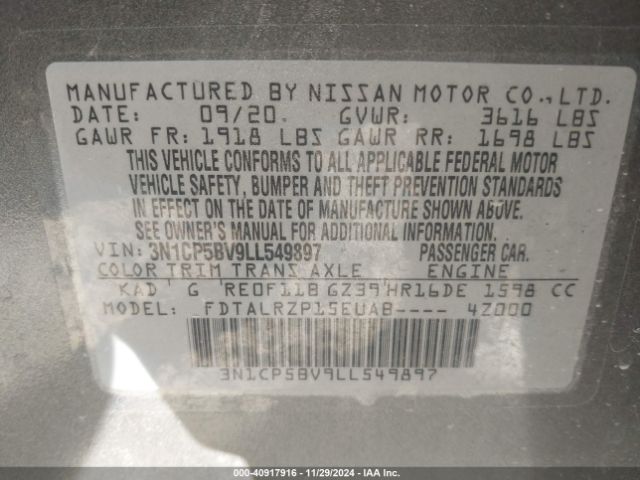 MANUFACTURED BY NISSAN MOTOR CO.,LTD.
DATE: 09/20. GVWR: 3616 LBS
GAWR FR: 1918 LBS GAWR RR: 1698 LBS
THIS VEHICLE CONFORMS TO ALL APPLICABLE FEDERAL MOTOR
VEHICLE SAFETY, BUMPER AND THEFT PREVENTION STANDARDS
IN EFFECT ON THE DATE OF MANUFACTURE SHOWN ABOVE.
SEE OWNER'S MANUAL FOR ADDITIONAL INFORMATION.
VIN: 3N1CP5BV9LL549897 PASSENGER CAR.
COLOR TRIM TRANS AXLE ENGINE
KAD G RE0F11B GZ39 HR16DE 1598 CC
MODEL: FDTALRZP15EUAB---- 4Z000
3N1CP5BV9LL549897
000-40917916 - 11/29/2024 - IAA Inc.